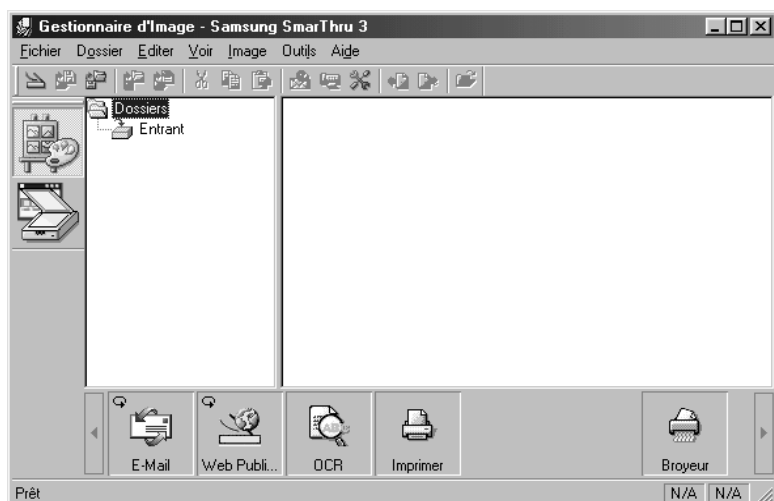 Gestionnaire d'Image - Samsung SmarThru 3
Fichier Dossier Editer Voir Image Outils Aide
Dossiers
Entrant
E-Mail Web Publi... OCR Imprimer Broyeur
Prêt N/A N/A